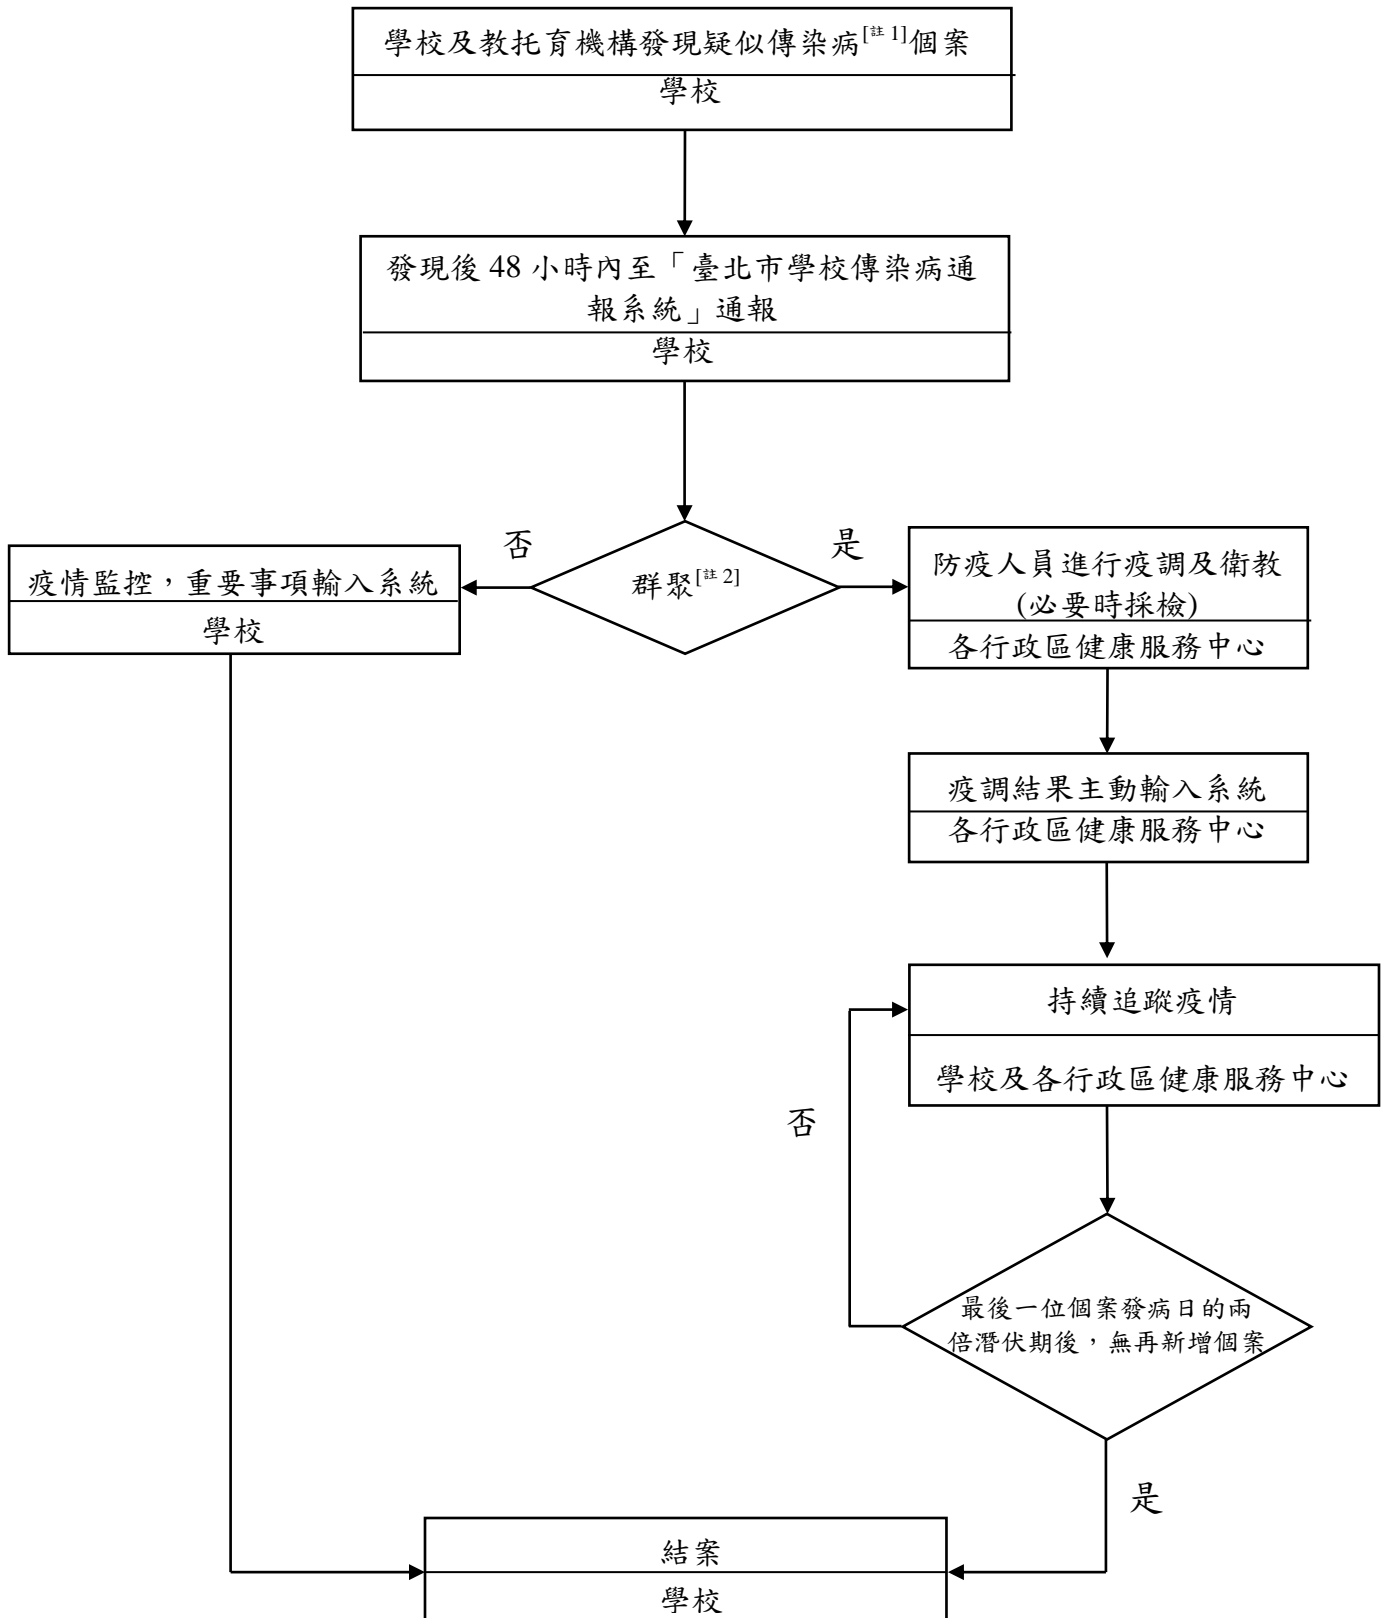 學校及教托育機構發現疑似傳染病[註 1]個案
學校
發現後 48 小時內至「臺北市學校傳染病通
報系統」通報
學校
否
是
群聚[註 2]
疫情監控，重要事項輸入系統
學校
防疫人員進行疫調及衛教
(必要時採檢)
各行政區健康服務中心
疫調結果主動輸入系統
各行政區健康服務中心
持續追蹤疫情
學校及各行政區健康服務中心
否
最後一位個案發病日的兩
倍潛伏期後，無再新增個案
是
結案
學校